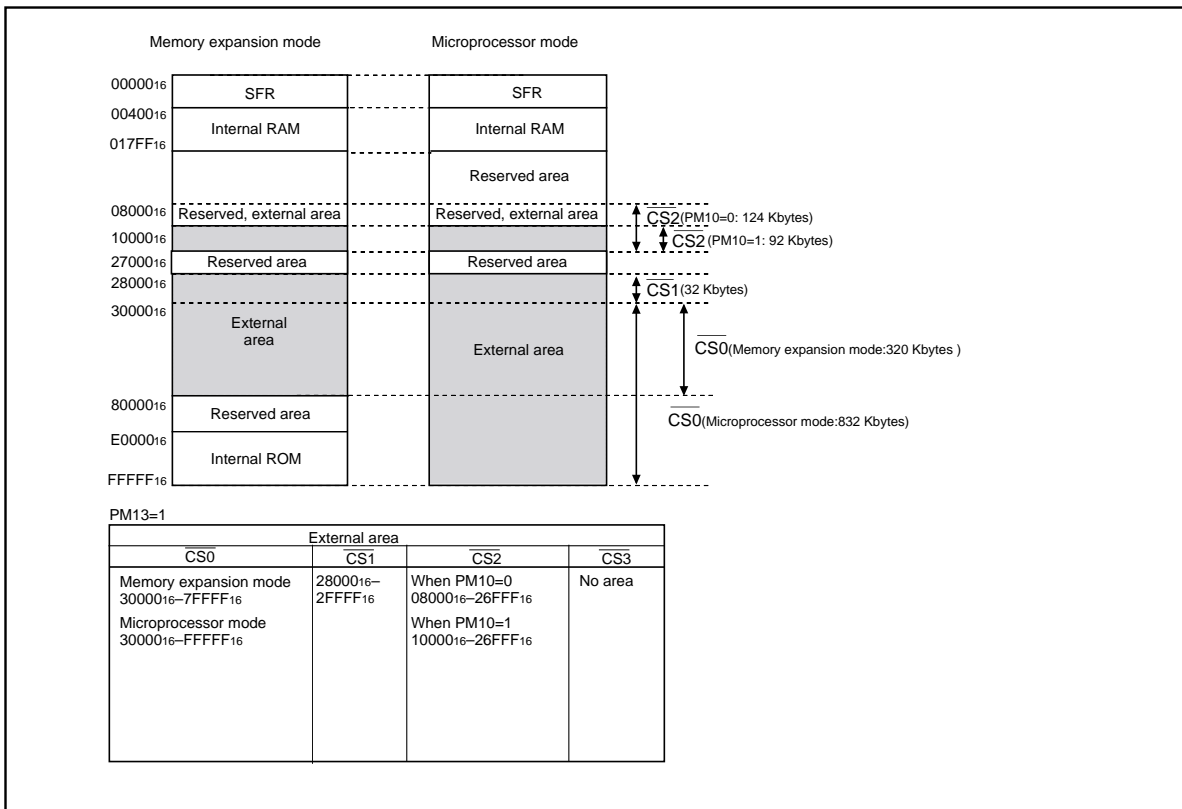 Memory expansion mode Microprocessor mode
0000016 SFR SFR
0040016 Internal RAM Internal RAM
017FF16
Reserved area
0800016 Reserved, external area Reserved, external area CS2(PM10=0: 124 Kbytes)
1000016 CS2 (PM10=1: 92 Kbytes)
2700016 Reserved area Reserved area
2800016 CS1(32 Kbytes)
3000016
External area External area CS0(Memory expansion mode:320 Kbytes )
8000016 Reserved area CS0(Microprocessor mode:832 Kbytes)
E000016 Internal ROM
FFFFF16
PM13=1
External area
CS0 CS1 CS2 CS3
Memory expansion mode 2800016– When PM10=0 No area
3000016–7FFFF16 2FFFF16 0800016–26FFF16
Microprocessor mode When PM10=1
3000016–FFFFF16 1000016–26FFF16